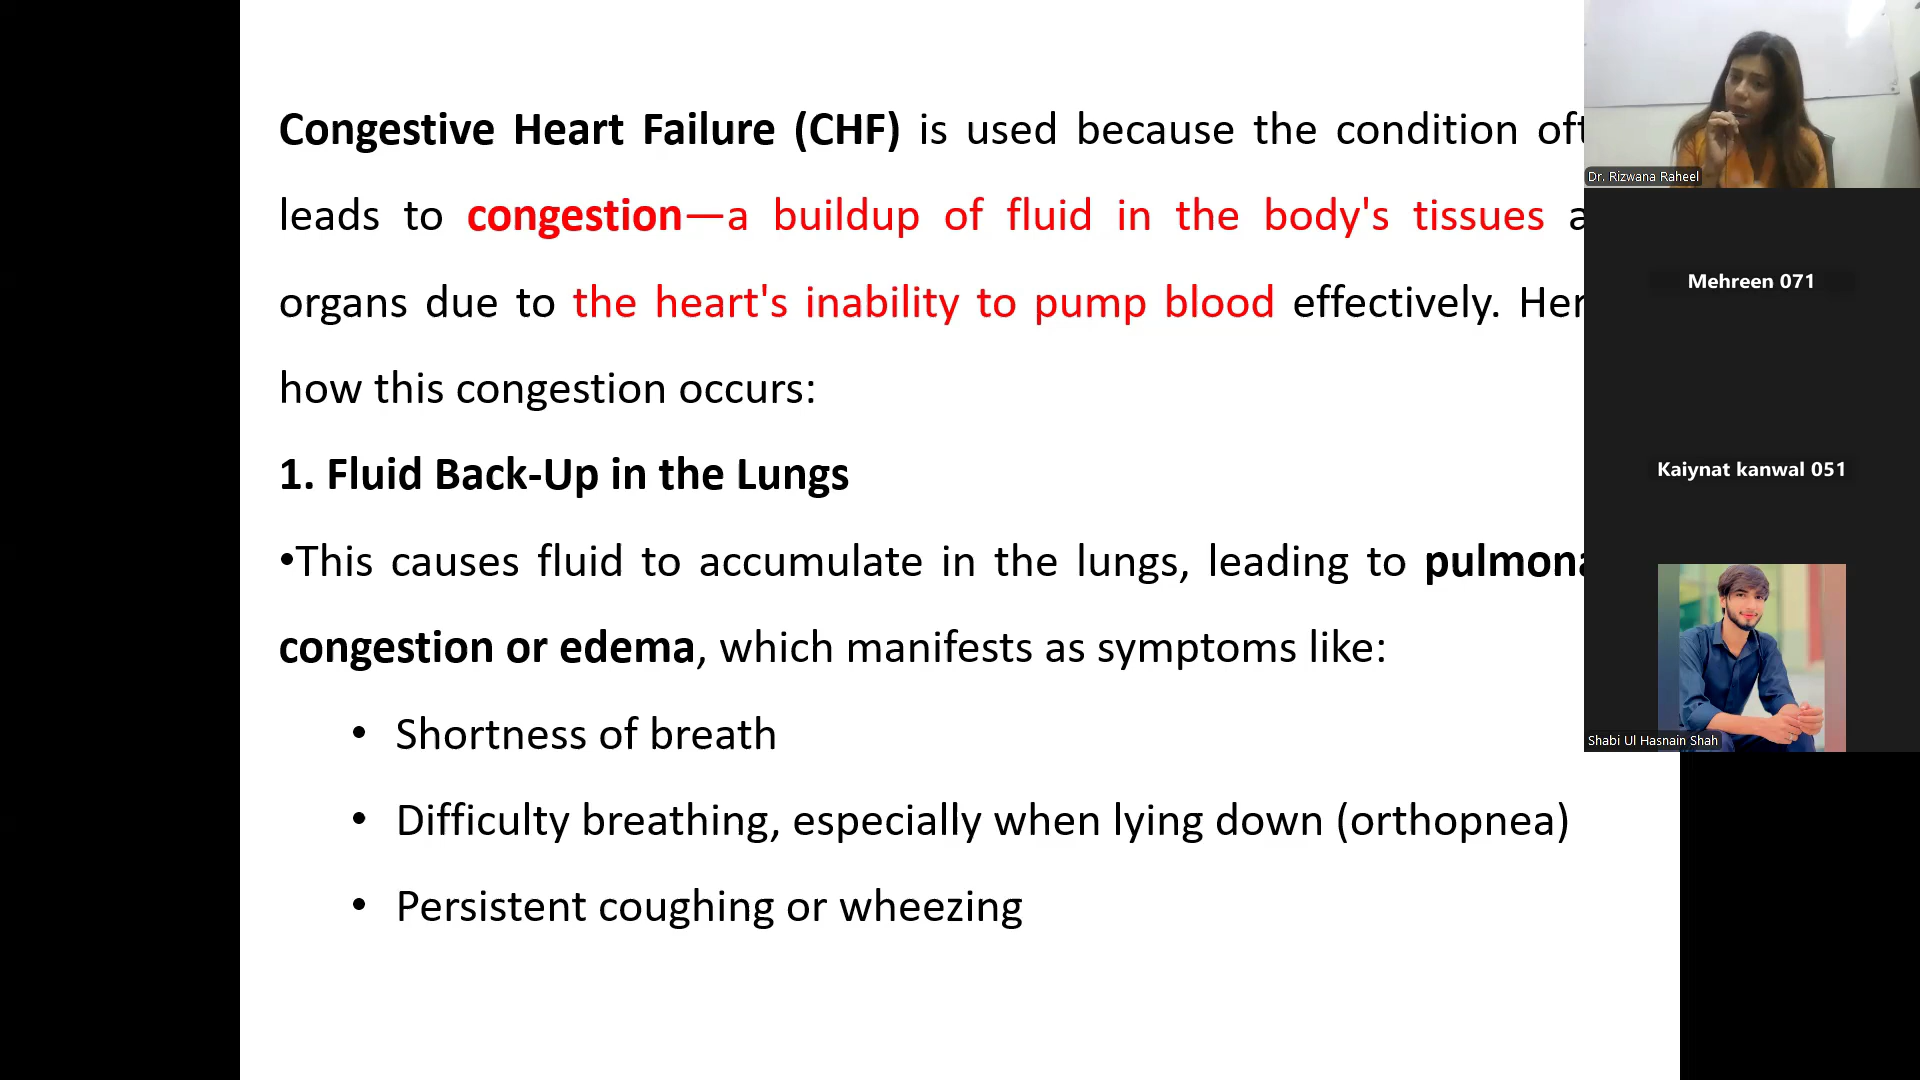 Congestive Heart Failure (CHF) is used because the condition
leads to congestion—a buildup of fluid in the body's tissues
organs due to the heart's inability to pump blood effectively.
how this congestion occurs:
1. Fluid Back-Up in the Lungs
•This causes fluid to accumulate in the lungs, leading to
congestion or edema, which manifests as symptoms like:
• Shortness of breath
• Difficulty breathing, especially when lying down (orthopnea)
• Persistent coughing or wheezing
Dr. Rizwana Raheel
Mehreen 071
Kaiynat kanwal 051
Shabi Ul Hasnain Shah